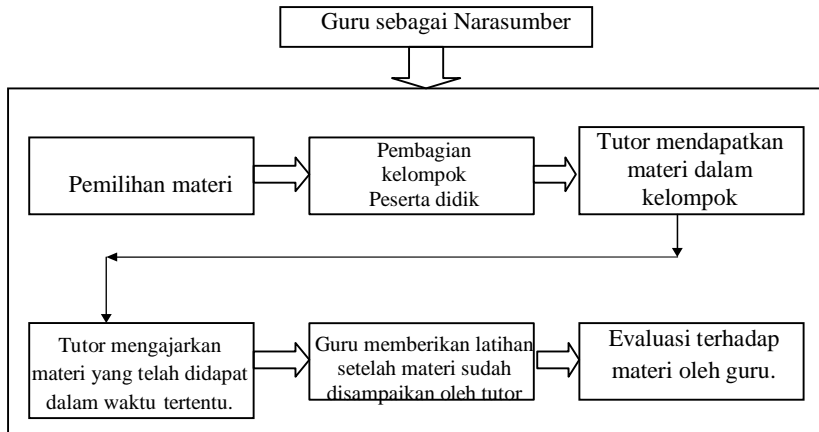 Guru sebagai Narasumber
Pemilihan materi
Pembagian
kelompok
Peserta didik
Tutor mendapatkan
materi dalam
kelompok
Tutor mengajarkan
materi yang telah didapat
dalam waktu tertentu.
Guru memberikan latihan
setelah materi sudah
disampaikan oleh tutor
Evaluasi terhadap
materi oleh guru.